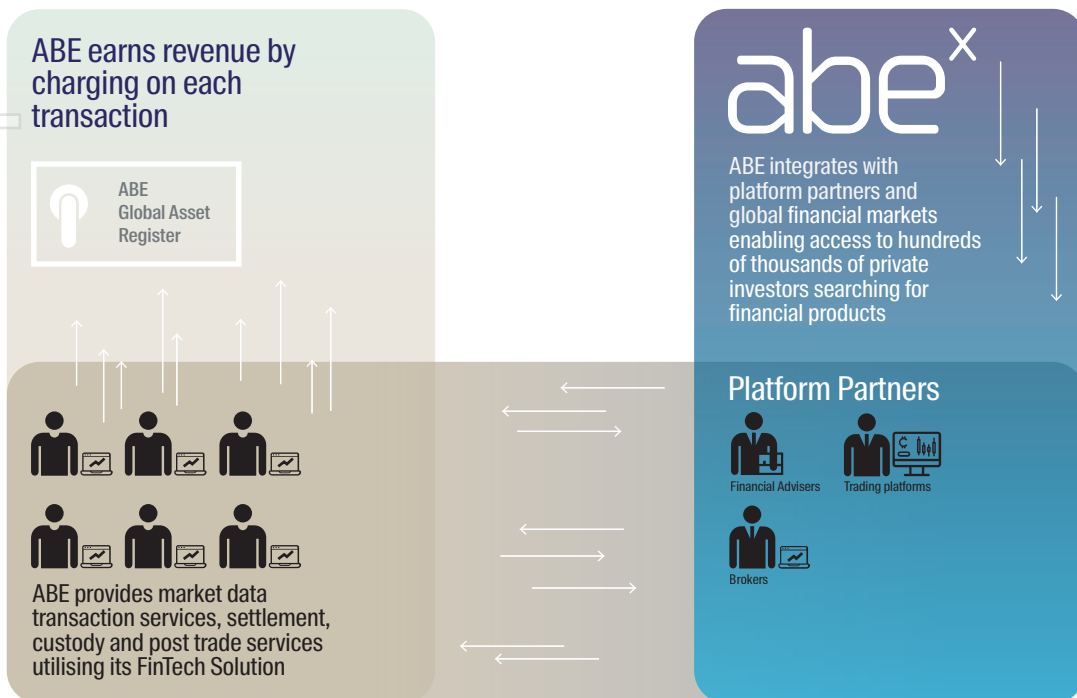 ABE earns revenue by
charging on each
transaction
ABE
Global Asset
Register
abe x
ABE integrates with
platform partners and
global financial markets
enabling access to hundreds
of thousands of private
investors searching for
financial products
Platform Partners
Financial Advisers
Trading platforms
Brokers
ABE provides market data
transaction services, settlement,
custody and post trade services
utilising its FinTech Solution